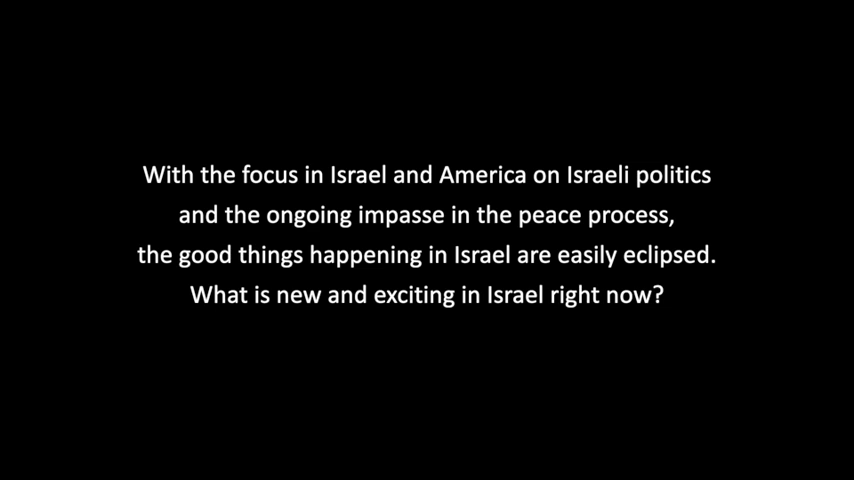 With the focus in Israel and America on Israeli politics
and the ongoing impasse in the peace process,
the good things happening in Israel are easily eclipsed.
What is new and exciting in Israel right now?